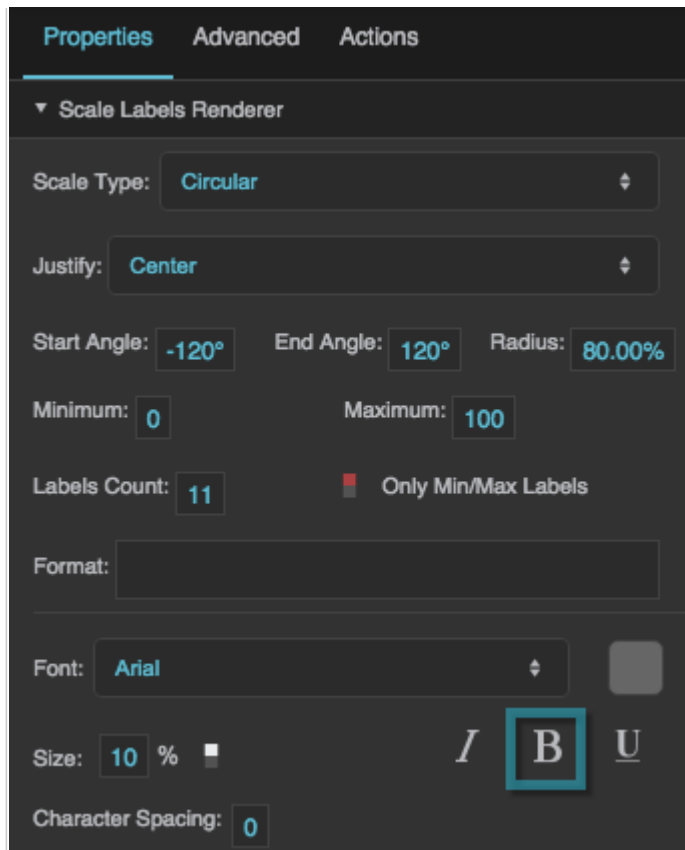 Properties Advanced Actions
Scale Labels Renderer
Scale Type: Circular
Justify: Center
Start Angle: -120° End Angle: 120° Radius: 80.00%
Minimum: 0 Maximum: 100
Labels Count: 11 Only Min/Max Labels
Format:
Font: Arial
Size: 10 % I B U
Character Spacing: 0